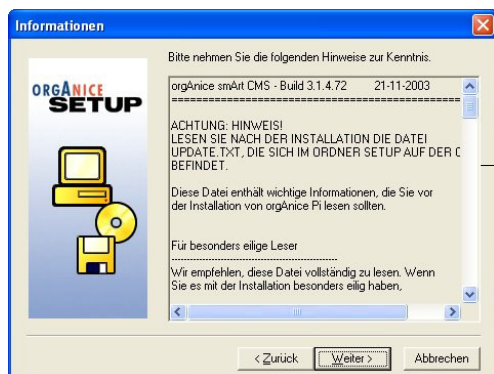 Informationen
Bitte nehmen Sie die folgenden Hinweise zur Kenntnis.
ORGANICE
SETUP
orgAnice smArt CMS - Build 3.1.4.72 21-11-2003
================================================
ACHTUNG: HINWEIS!
LESEN SIE NACH DER INSTALLATION DIE DATEI
UPDATE.TXT, DIE SICH IM ORDNER SETUP AUF DER C
BEFINDET.
Diese Datei enthält wichtige Informationen, die Sie vor
der Installation von orgAnice Pi lesen sollten.
Für besonders eilige Leser
------------------------------------------------
Wir empfehlen, diese Datei vollständig zu lesen. Wenn
Sie es mit der Installation besonders eilig haben,
< Zurück Weiter > Abbrechen